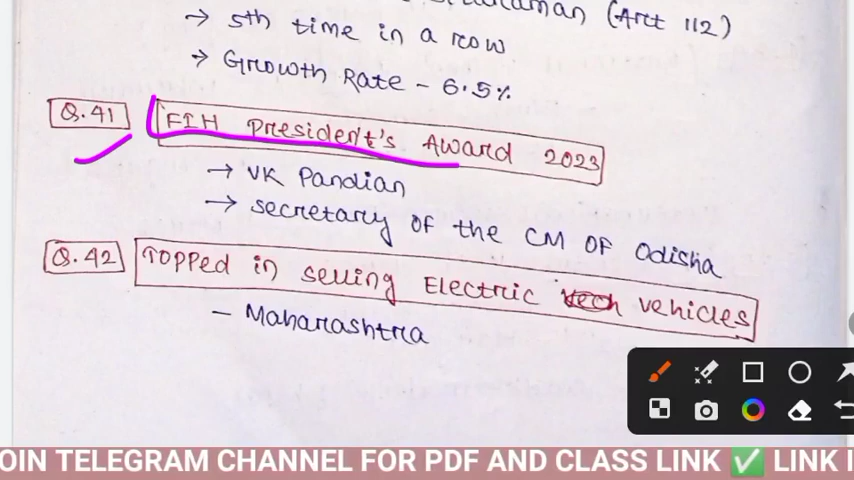 (Art 112)
→ 5th time in a row
→ Growth Rate - 6.5%
Q.41 FIH President's Award 2023
→ VK Pandian
→ Secretary of the CM of Odisha
Q.42 Topped in selling Electric vehicles
- Maharashtra
OIN TELEGRAM CHANNEL FOR PDF AND CLASS LINK ✅ LINK I